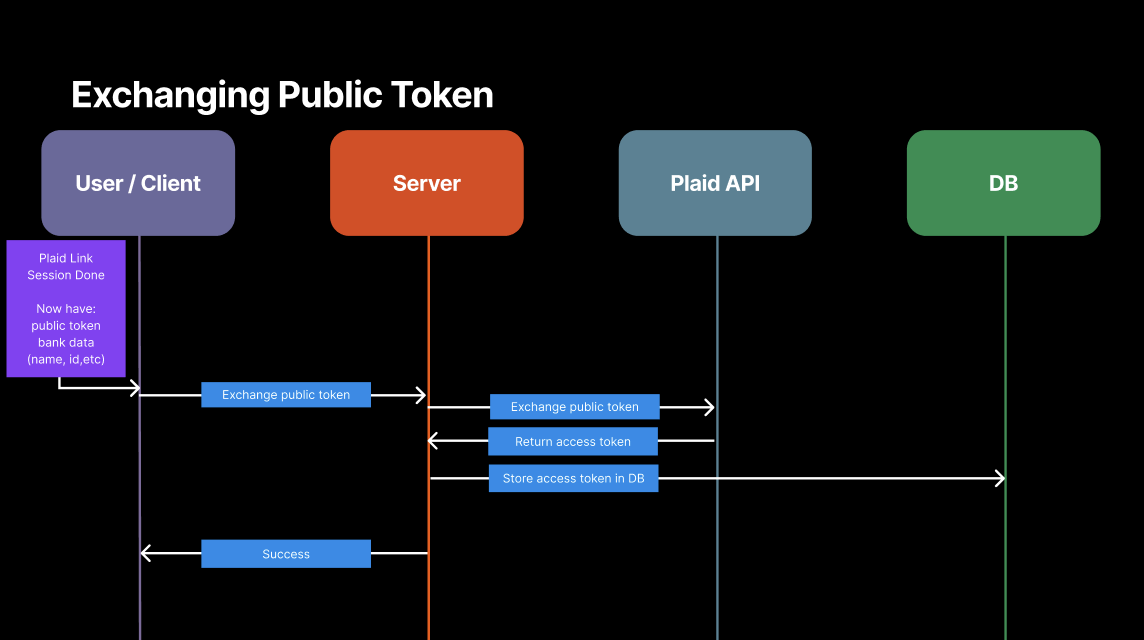 Exchanging Public Token
User / Client
Server
Plaid API
DB
Plaid Link
Session Done
Now have:
public token
bank data
(name, id,etc)
Exchange public token
Exchange public token
Return access token
Store access token in DB
Success